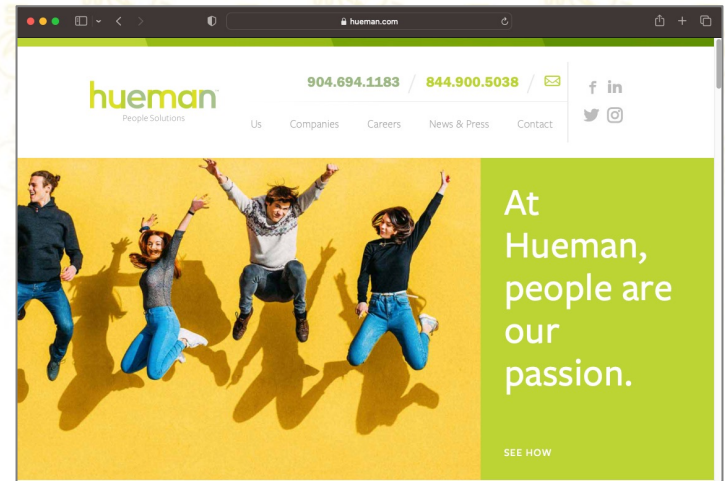 hueman.com
hueman
People Solutions
904.694.1183 / 844.900.5038 /
f in
Us Companies Careers News & Press Contact
At
Hueman,
people are
our
passion.
SEE HOW